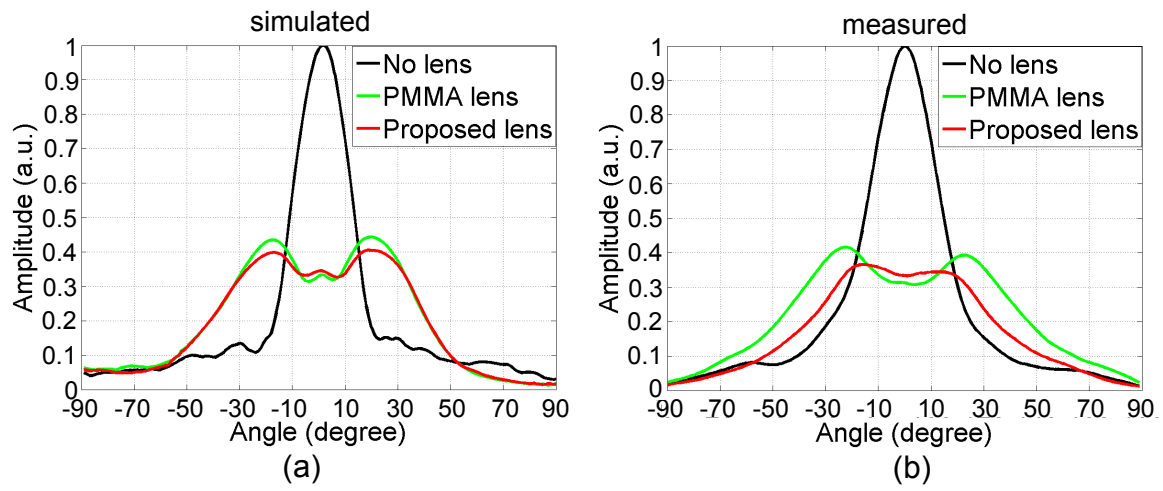 simulated
1
0.9
0.8
0.7
0.6
0.5
0.4
0.3
0.2
0.1
0
Amplitude (a.u.)
No lens
PMMA lens
Proposed lens
-90 -70 -50 -30 -10 10 30 50 70 90
Angle (degree)
(a)
measured
1
0.9
0.8
0.7
0.6
0.5
0.4
0.3
0.2
0.1
0
Amplitude (a.u.)
No lens
PMMA lens
Proposed lens
-90 -70 -50 -30 -10 10 30 50 70 90
Angle (degree)
(b)